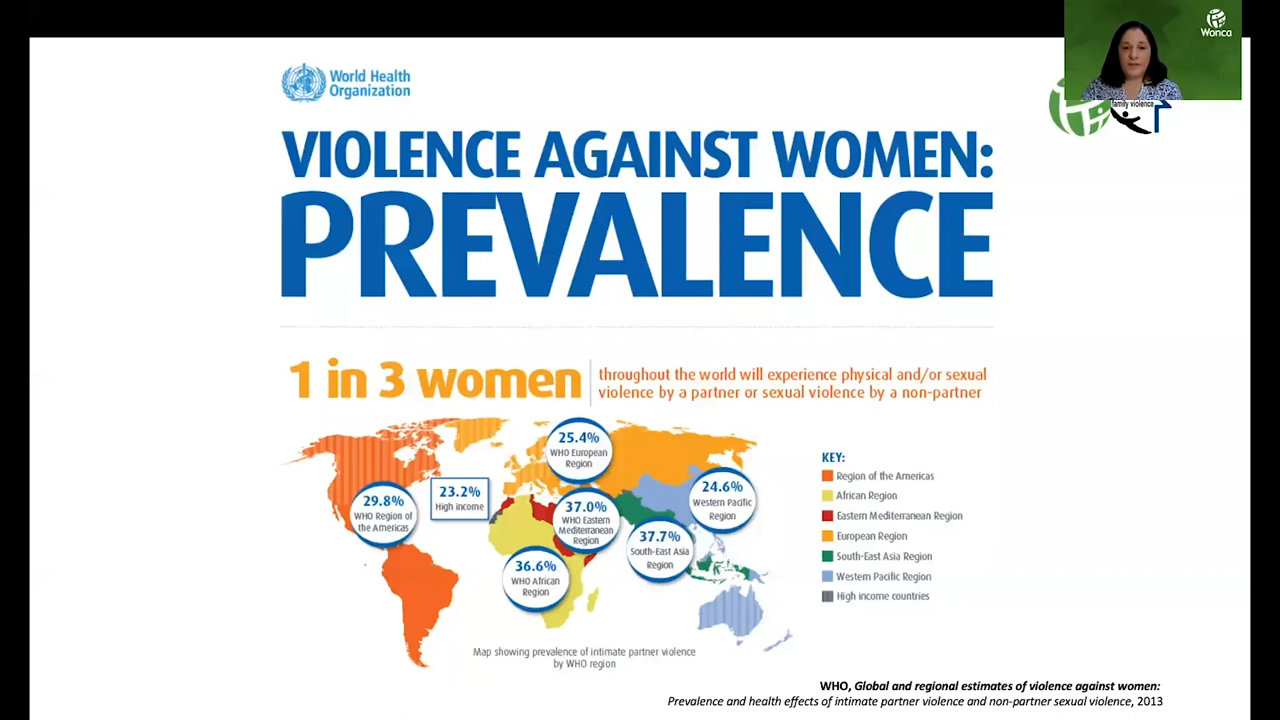 Wonca
family violence
World Health
Organization
VIOLENCE AGAINST WOMEN:
PREVALENCE
1 in 3 women
throughout the world will experience physical and/or sexual
violence by a partner or sexual violence by a non-partner
25.4%
WHO European
Region
29.8%
WHO Region of
the Americas
23.2%
High income
37.0%
WHO Eastern
Mediterranean
Region
24.6%
Western Pacific
Region
37.7%
South-East Asia
Region
36.6%
WHO African
Region
KEY:
Region of the Americas
African Region
Eastern Mediterranean Region
European Region
South-East Asia Region
Western Pacific Region
High income countries
Map showing prevalence of intimate partner violence
by WHO region
WHO, Global and regional estimates of violence against women:
Prevalence and health effects of intimate partner violence and non-partner sexual violence, 2013